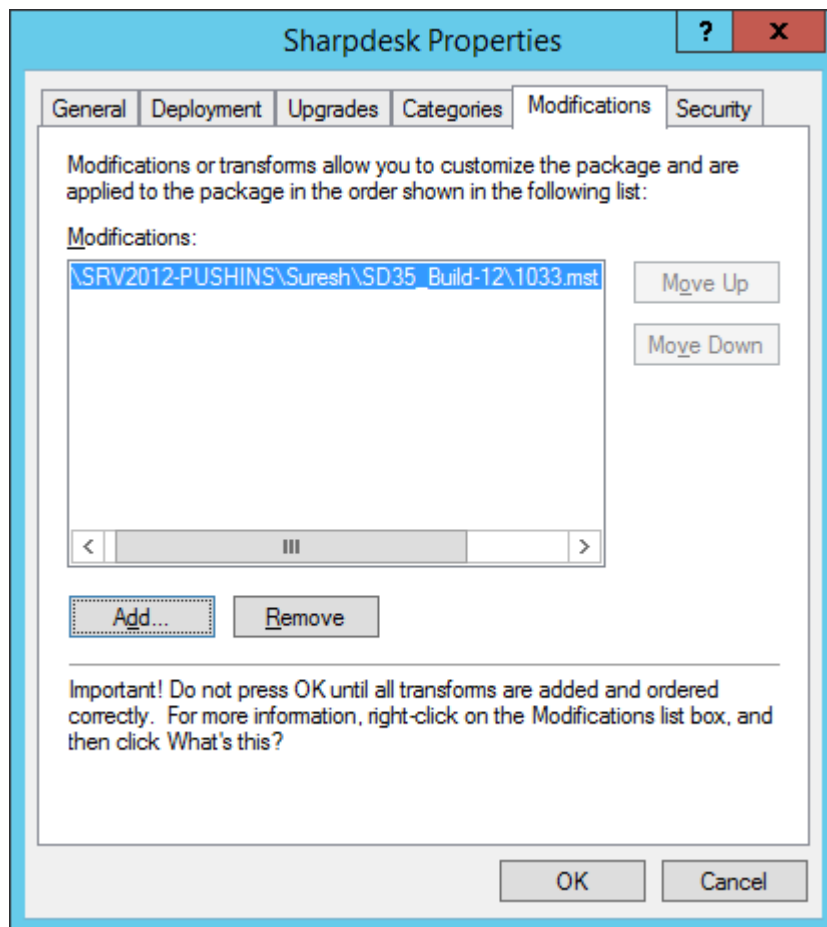 Sharpdesk Properties
?
x
General
Deployment
Upgrades
Categories
Modifications
Security
Modifications or transforms allow you to customize the package and are
applied to the package in the order shown in the following list:
Modifications:
\SRV2012-PUSHINS\Suresh\SD35_Build-12\1033.mst
Move Up
Move Down
Add...
Remove
Important! Do not press OK until all transforms are added and ordered
correctly. For more information, right-click on the Modifications list box, and
then click What's this?
OK
Cancel